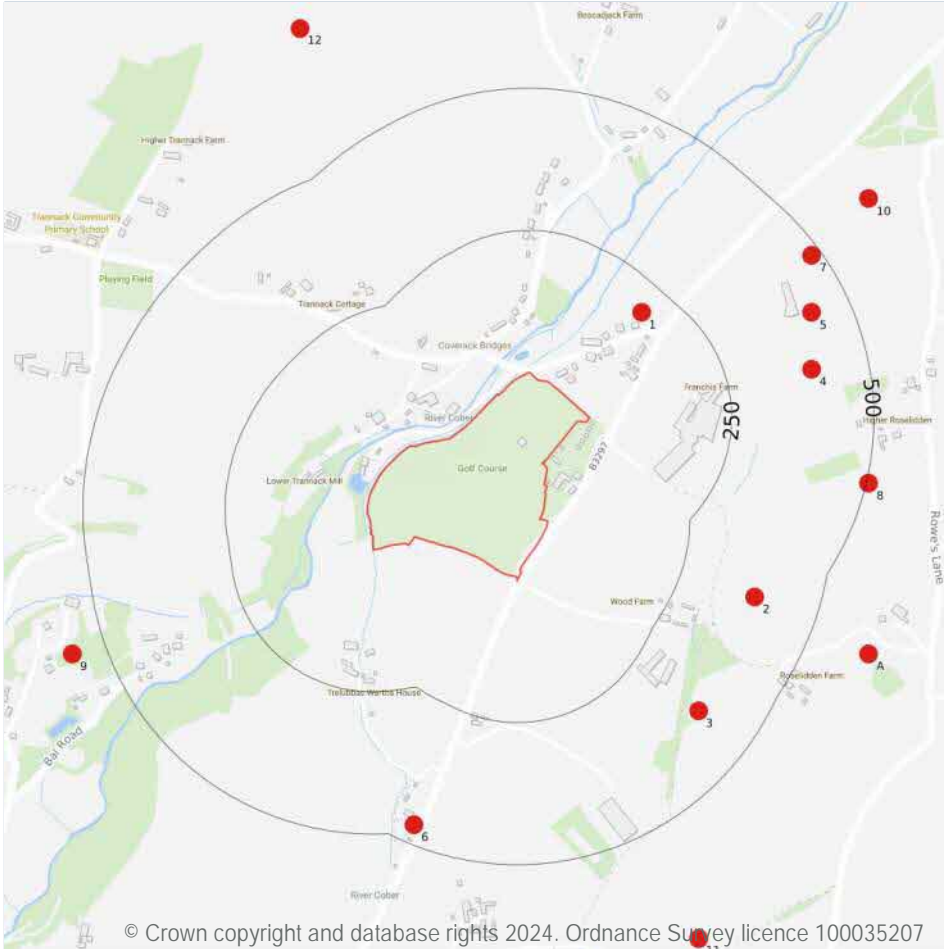 Boscadjack Farm
12
Higher Trannack Farm
10
Trannack Community
Primary School
7
Playing Field
Trannack Cottage
1
5
Coverack Bridges
4
Franchis Farm
500
250
River Cober
Higher Roselidden
B3297
Golf Course
Lower Trannack Mill
8
Rowe's Lane
Wood Farm
2
9
A
Roselidden Farm
Trelubbas Wartha House
3
Bal Road
6
River Cober
11
© Crown copyright and database rights 2024. Ordnance Survey licence 100035207